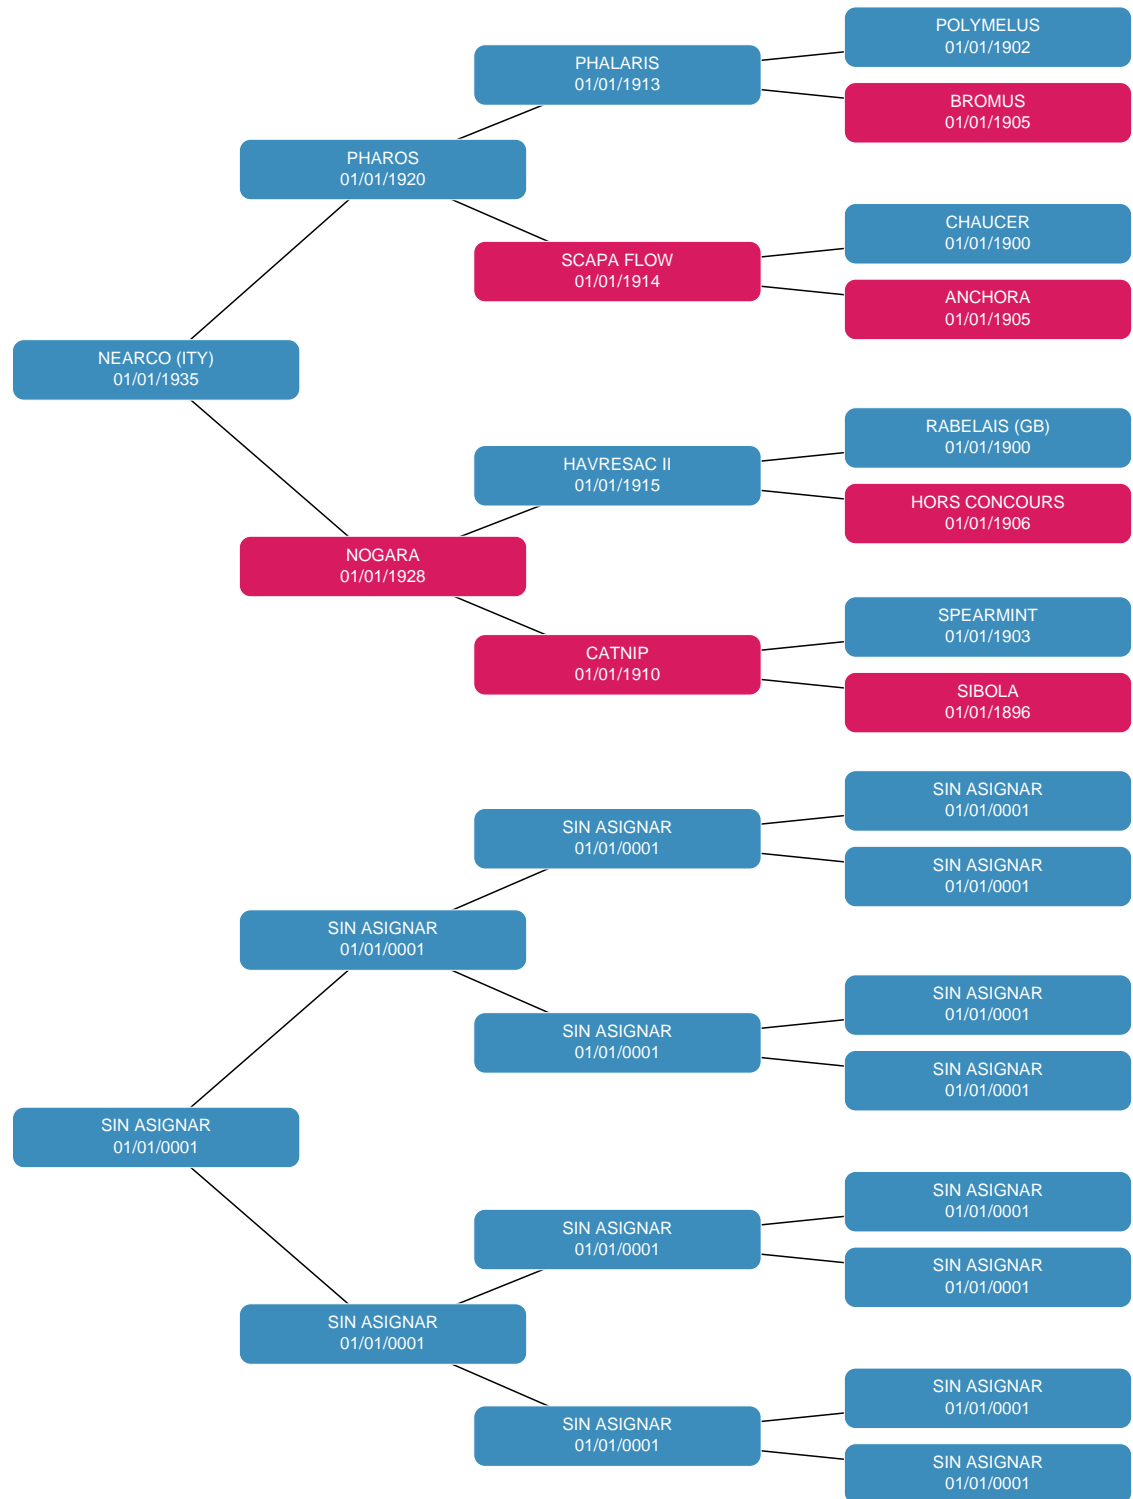 POLYMELUS
01/01/1902
PHALARIS
01/01/1913
BROMUS
01/01/1905
PHAROS
01/01/1920
CHAUCER
01/01/1900
SCAPA FLOW
01/01/1914
ANCHORA
01/01/1905
NEARCO (ITY)
01/01/1935
RABELAIS (GB)
01/01/1900
HAVRESAC II
01/01/1915
HORS CONCOURS
01/01/1906
NOGARA
01/01/1928
SPEARMINT
01/01/1903
CATNIP
01/01/1910
SIBOLA
01/01/1896
SIN ASIGNAR
01/01/0001
SIN ASIGNAR
01/01/0001
SIN ASIGNAR
01/01/0001
SIN ASIGNAR
01/01/0001
SIN ASIGNAR
01/01/0001
SIN ASIGNAR
01/01/0001
SIN ASIGNAR
01/01/0001
SIN ASIGNAR
01/01/0001
SIN ASIGNAR
01/01/0001
SIN ASIGNAR
01/01/0001
SIN ASIGNAR
01/01/0001
SIN ASIGNAR
01/01/0001
SIN ASIGNAR
01/01/0001
SIN ASIGNAR
01/01/0001
SIN ASIGNAR
01/01/0001